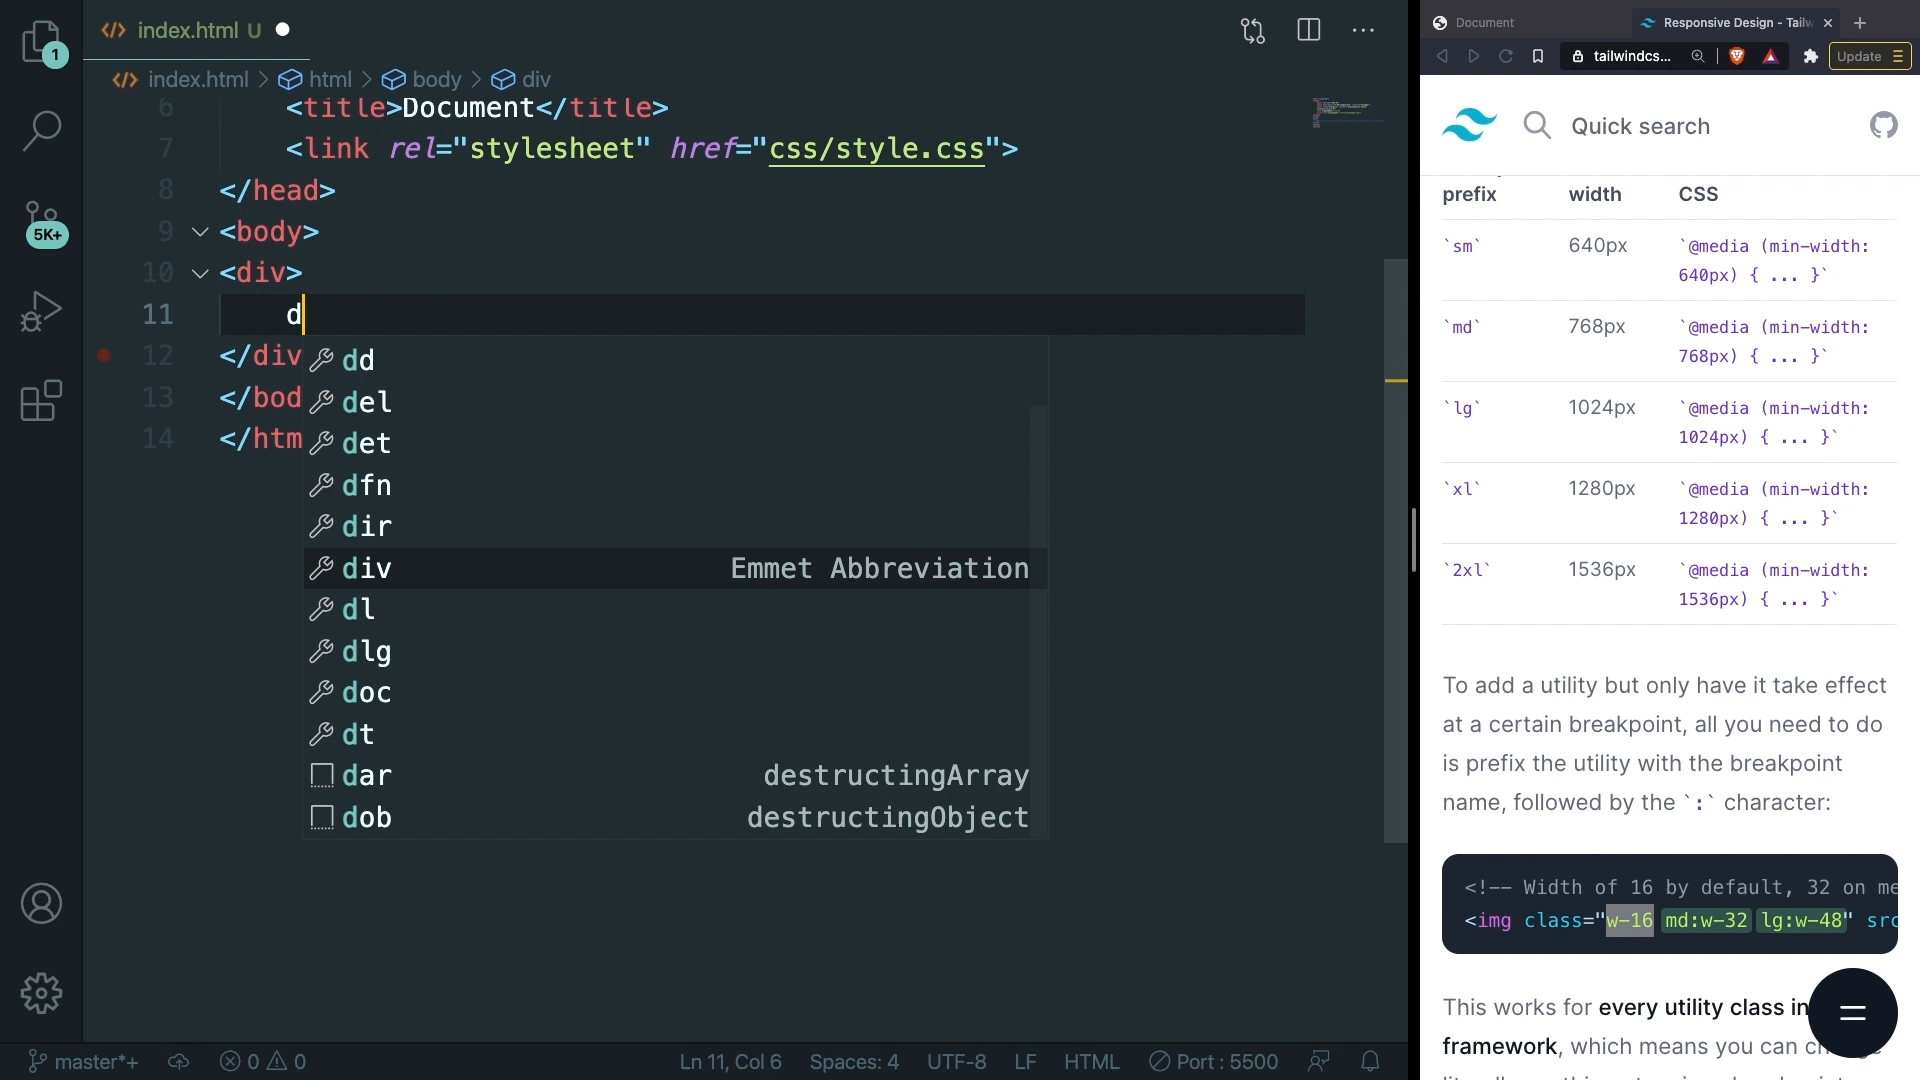 index.html U
index.html > html > body > div
6 <title>Document</title>
7 <link rel="stylesheet" href="css/style.css">
8 </head>
9 <body>
10 <div>
11 d
12 </div
13 </bod
14 </htm
dd
del
det
dfn
dir
div Emmet Abbreviation
dl
dlg
doc
dt
dar destructingArray
dob destructingObject
1
5K+
master*+ 0 0 Ln 11, Col 6 Spaces: 4 UTF-8 LF HTML Port : 5500
Document Responsive Design - Tailw
tailwindcs... Update
Quick search
prefix width CSS
`sm` 640px `@media (min-width:
640px) { ... }`
`md` 768px `@media (min-width:
768px) { ... }`
`lg` 1024px `@media (min-width:
1024px) { ... }`
`xl` 1280px `@media (min-width:
1280px) { ... }`
`2xl` 1536px `@media (min-width:
1536px) { ... }`
To add a utility but only have it take effect
at a certain breakpoint, all you need to do
is prefix the utility with the breakpoint
name, followed by the `:` character:
<!-- Width of 16 by default, 32 on me
<img class="w-16 md:w-32 lg:w-48" src
This works for every utility class in
framework, which means you can